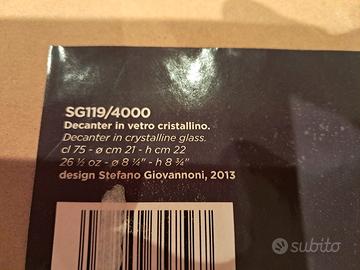 SG119/4000
Decanter in vetro cristallino.
Decanter in crystalline glass.
cl 75 - ø cm 21 - h cm 22
26 ½ oz - ø 8 ¼" - h 8 ¾"
design Stefano Giovannoni, 2013
subito